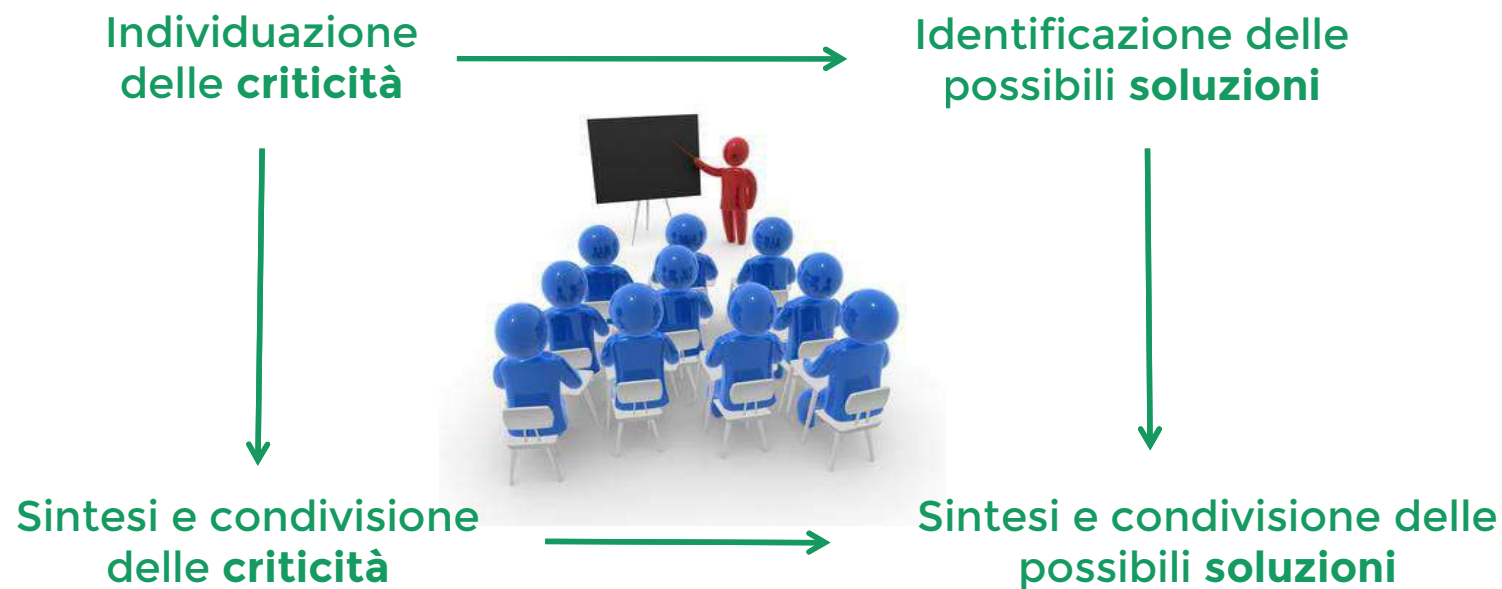 Individuazione
delle criticità
Identificazione delle
possibili soluzioni
Sintesi e condivisione
delle criticità
Sintesi e condivisione delle
possibili soluzioni